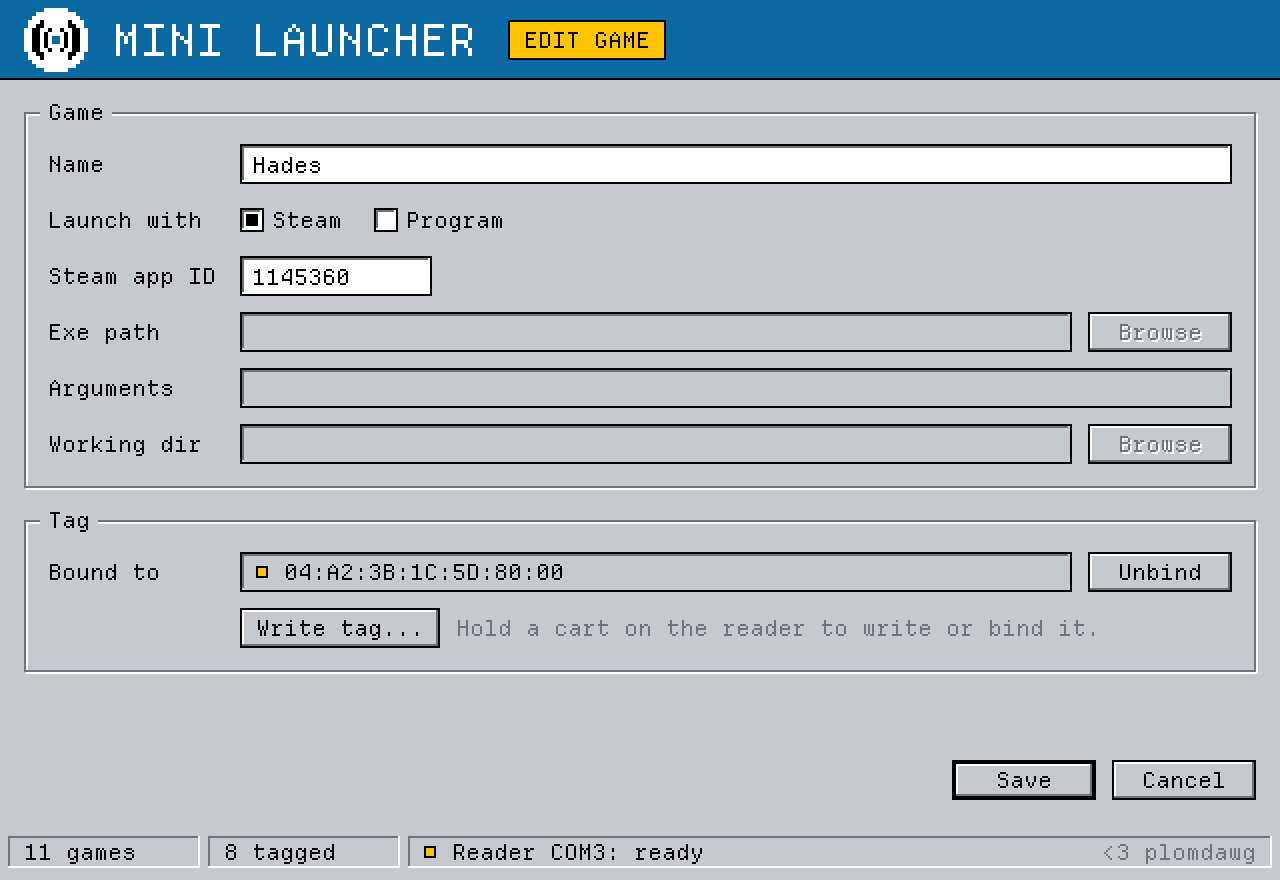 MINI LAUNCHER EDIT GAME
Game
Name Hades
Launch with Steam Program
Steam app ID 1145360
Exe path Browse
Arguments
Working dir Browse
Tag
Bound to 04:A2:3B:1C:5D:80:00 Unbind
Write tag... Hold a cart on the reader to write or bind it.
Save Cancel
11 games 8 tagged Reader COM3: ready <3 plomdawg